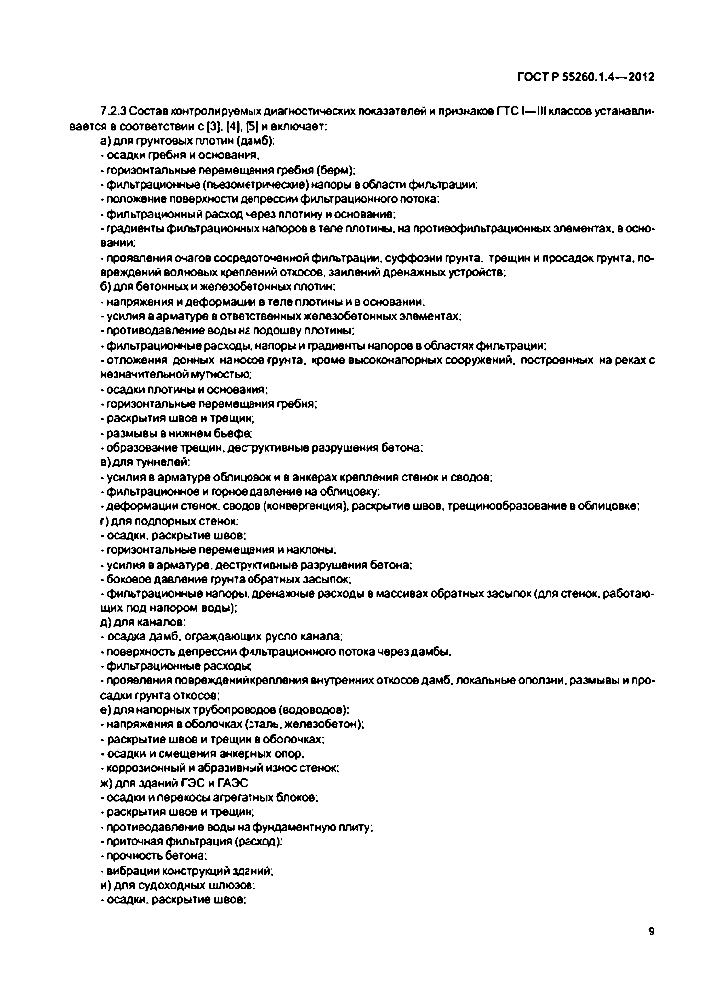 ГОСТ Р 55260.1.4—2012
7.2.3 Состав контролируемых диагностических показателей и признаков ГТС I—III классов устанавли-
вается в соответствии с [3], [4], [5] и включает:
а) для грунтовых плотин (дамб):
- осадки гребня и основания;
- горизонтальные перемещения гребня (берм);
- фильтрационные (пьезометрические) напоры в области фильтрации;
- положение поверхности депрессии фильтрационного потока;
- фильтрационный расход через плотину и основание;
- градиенты фильтрационных напоров в теле плотины, на противофильтрационных элементах, в осно-
вании;
- проявления очагов сосредоточенной фильтрации, суффозии грунта, трещин и просадок грунта, по-
вреждений волновых креплений откосов, заилений дренажных устройств;
б) для бетонных и железобетонных плотин:
- напряжения и деформации в теле плотины и в основании;
- усилия в арматуре в ответственных железобетонных элементах;
- противодавление воды на подошву плотины;
- фильтрационные расходы, напоры и градиенты напоров в областях фильтрации;
- отложения донных наносов грунта, кроме высоконапорных сооружений, построенных на реках с
незначительной мутностью;
- осадки плотины и основания;
- горизонтальные перемещения гребня;
- раскрытия швов и трещин;
- размывы в нижнем бьефе;
- образование трещин, деструктивные разрушения бетона;
в) для туннелей:
- усилия в арматуре облицовок и в анкерах крепления стенок и сводов;
- фильтрационное и горное давление на облицовку;
- деформации стенок, сводов (конвергенция), раскрытие швов, трещинообразование в облицовке;
г) для подпорных стенок:
- осадки, раскрытие швов;
- горизонтальные перемещения и наклоны;
- усилия в арматуре, деструктивные разрушения бетона;
- боковое давление грунта обратных засыпок;
- фильтрационные напоры, дренажные расходы в массивах обратных засыпок (для стенок, работаю-
щих под напором воды);
д) для каналов:
- осадка дамб, ограждающих русло канала;
- поверхность депрессии фильтрационного потока через дамбы;
- фильтрационные расходы;
- проявления повреждений крепления внутренних откосов дамб, локальные оползни, размывы и про-
садки грунта откосов;
е) для напорных трубопроводов (водоводов):
- напряжения в оболочках (сталь, железобетон);
- раскрытие швов и трещин в оболочках;
- осадки и смещения анкерных опор;
- коррозионный и абразивный износ стенок;
ж) для зданий ГЭС и ГАЭС
- осадки и перекосы агрегатных блоков;
- раскрытия швов и трещин;
- противодавление воды на фундаментную плиту;
- приточная фильтрация (расход);
- прочность бетона;
- вибрации конструкций зданий;
и) для судоходных шлюзов:
- осадки, раскрытие швов;
9